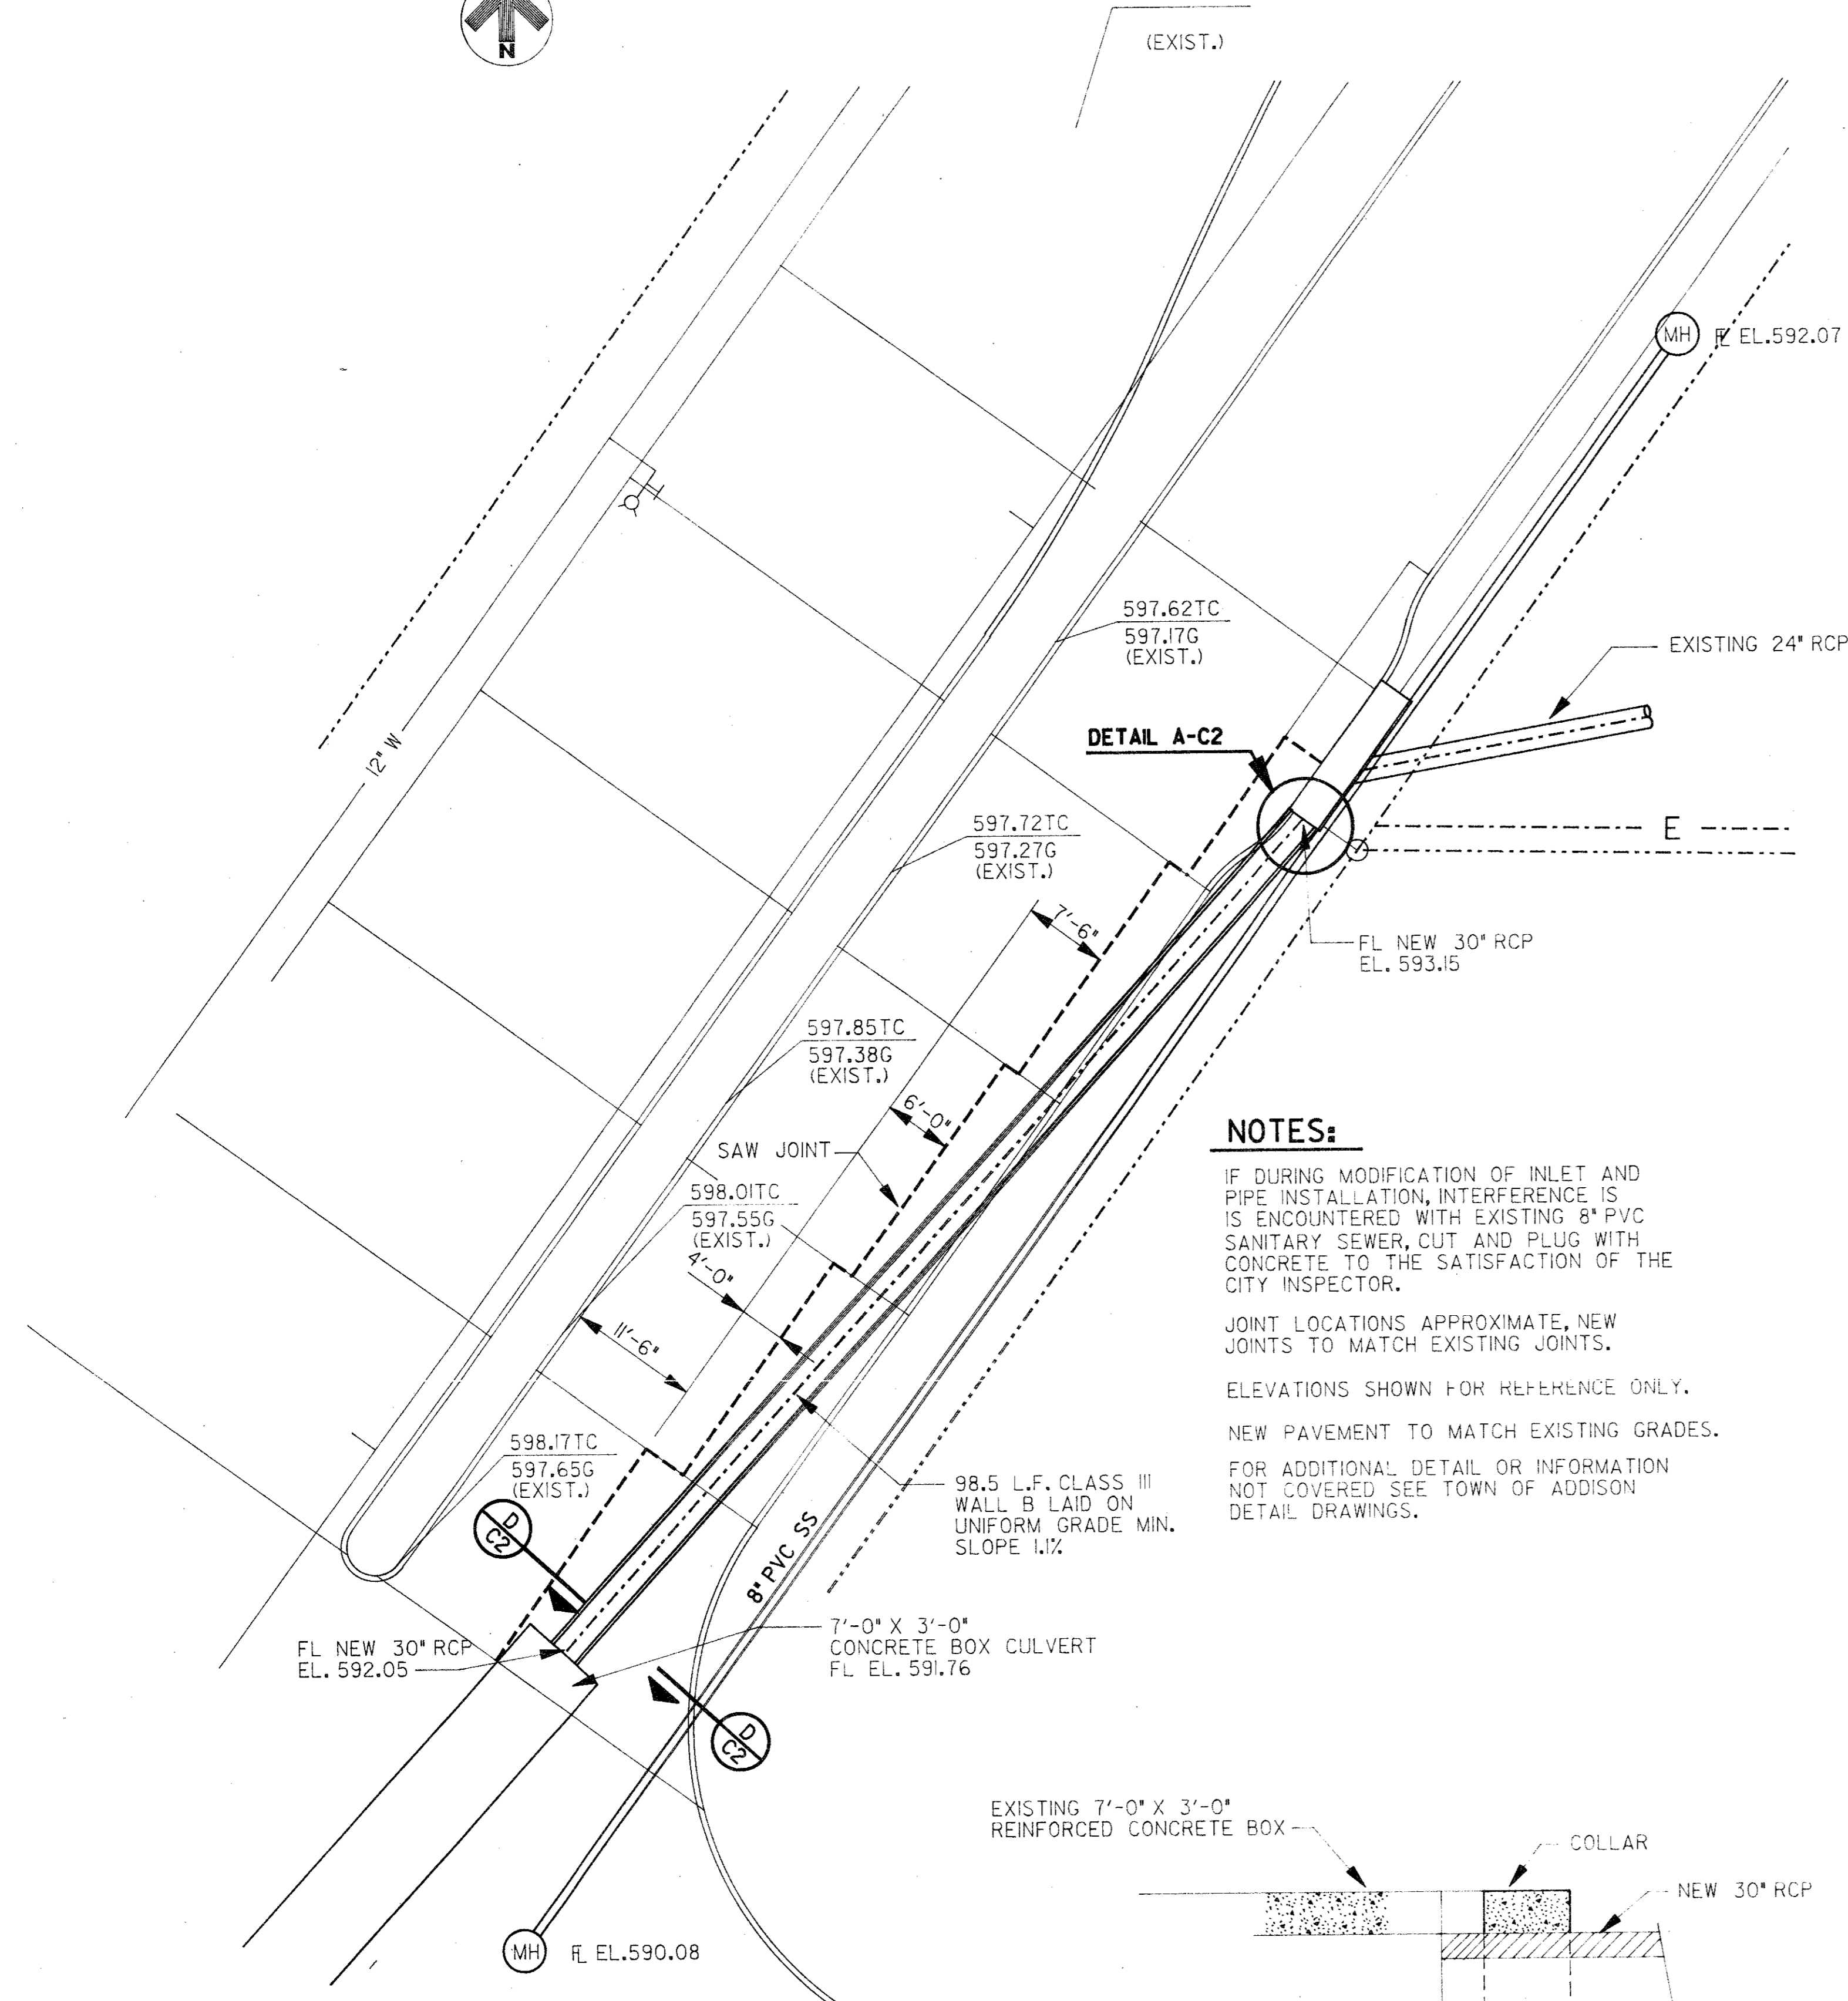 N
(EXIST.)
MH
FL EL.592.07
597.62TC
597.17G
(EXIST.)
EXISTING 24" RCP
DETAIL A-C2
12" W
597.72TC
597.27G
(EXIST.)
E
7'-6"
FL NEW 30" RCP
EL. 593.15
597.85TC
597.38G
(EXIST.)
6'-0"
SAW JOINT
598.01TC
597.55G
(EXIST.)
4'-0"
11'-6"
NOTES:
IF DURING MODIFICATION OF INLET AND
PIPE INSTALLATION, INTERFERENCE IS
IS ENCOUNTERED WITH EXISTING 8" PVC
SANITARY SEWER, CUT AND PLUG WITH
CONCRETE TO THE SATISFACTION OF THE
CITY INSPECTOR.
JOINT LOCATIONS APPROXIMATE, NEW
JOINTS TO MATCH EXISTING JOINTS.
ELEVATIONS SHOWN FOR REFERENCE ONLY.
NEW PAVEMENT TO MATCH EXISTING GRADES.
FOR ADDITIONAL DETAIL OR INFORMATION
NOT COVERED SEE TOWN OF ADDISON
DETAIL DRAWINGS.
598.17TC
597.65G
(EXIST.)
98.5 L.F. CLASS III
WALL B LAID ON
UNIFORM GRADE MIN.
SLOPE 1.1%
D
C2
8" PVC SS
FL NEW 30" RCP
EL. 592.05
7'-0" X 3'-0"
CONCRETE BOX CULVERT
FL EL. 591.76
D
C2
EXISTING 7'-0" X 3'-0"
REINFORCED CONCRETE BOX
COLLAR
NEW 30" RCP
MH
FL EL.590.08